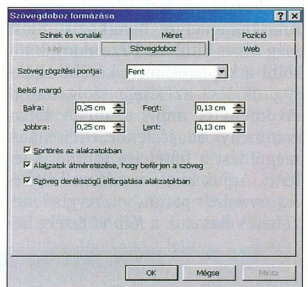 Szövegdoboz formázása
Színek és vonalak Méret Pozíció
Kép Szövegdoboz Web
Szöveg rögzítési pontja: Fent
Belső margó
Balra: 0,25 cm Fent: 0,13 cm
Jobbra: 0,25 cm Lent: 0,13 cm
Sortörés az alakzatokban
Alakzatok átméretezése, hogy beférjen a szöveg
Szöveg derékszögű elforgatása alakzatokban
OK Mégse Minta